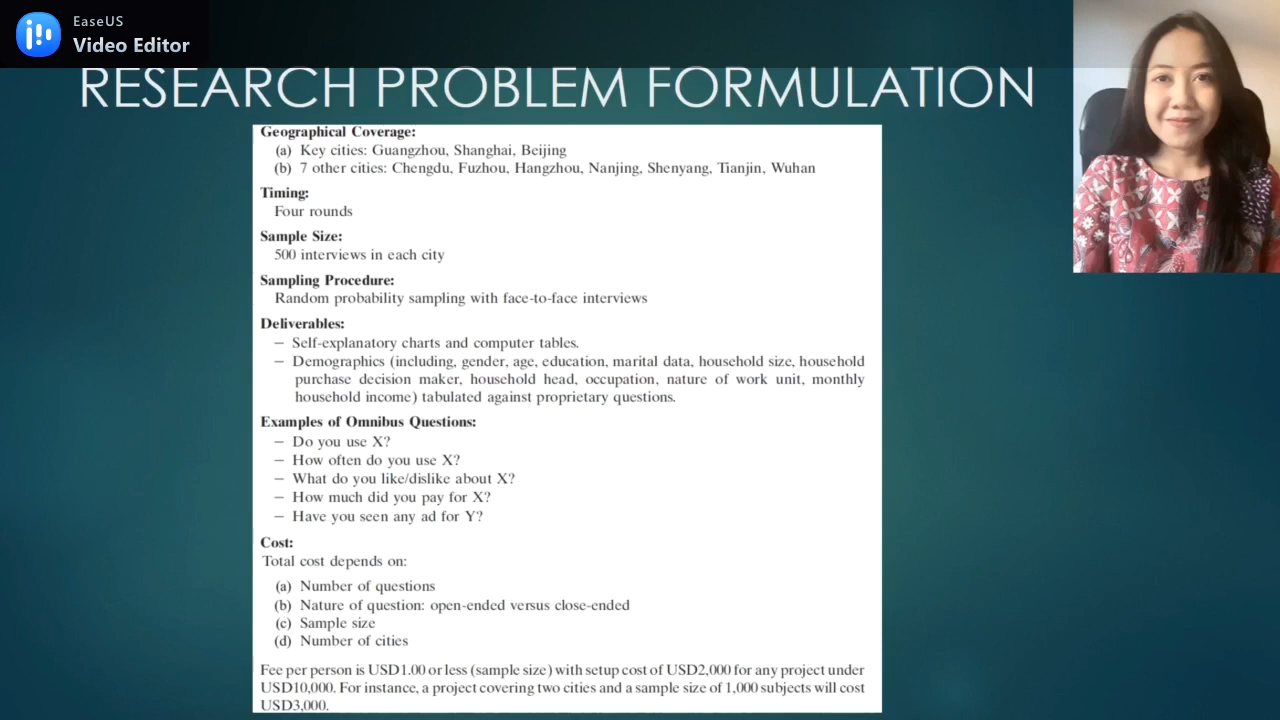 EaseUS
Video Editor
RESEARCH PROBLEM FORMULATION
Geographical Coverage:
(a) Key cities: Guangzhou, Shanghai, Beijing
(b) 7 other cities: Chengdu, Fuzhou, Hangzhou, Nanjing, Shenyang, Tianjin, Wuhan
Timing:
Four rounds
Sample Size:
500 interviews in each city
Sampling Procedure:
Random probability sampling with face-to-face interviews
Deliverables:
– Self-explanatory charts and computer tables.
– Demographics (including, gender, age, education, marital data, household size, household
purchase decision maker, household head, occupation, nature of work unit, monthly
household income) tabulated against proprietary questions.
Examples of Omnibus Questions:
– Do you use X?
– How often do you use X?
– What do you like/dislike about X?
– How much did you pay for X?
– Have you seen any ad for Y?
Cost:
Total cost depends on:
(a) Number of questions
(b) Nature of question: open-ended versus close-ended
(c) Sample size
(d) Number of cities
Fee per person is USD1.00 or less (sample size) with setup cost of USD2,000 for any project under
USD10,000. For instance, a project covering two cities and a sample size of 1,000 subjects will cost
USD3,000.